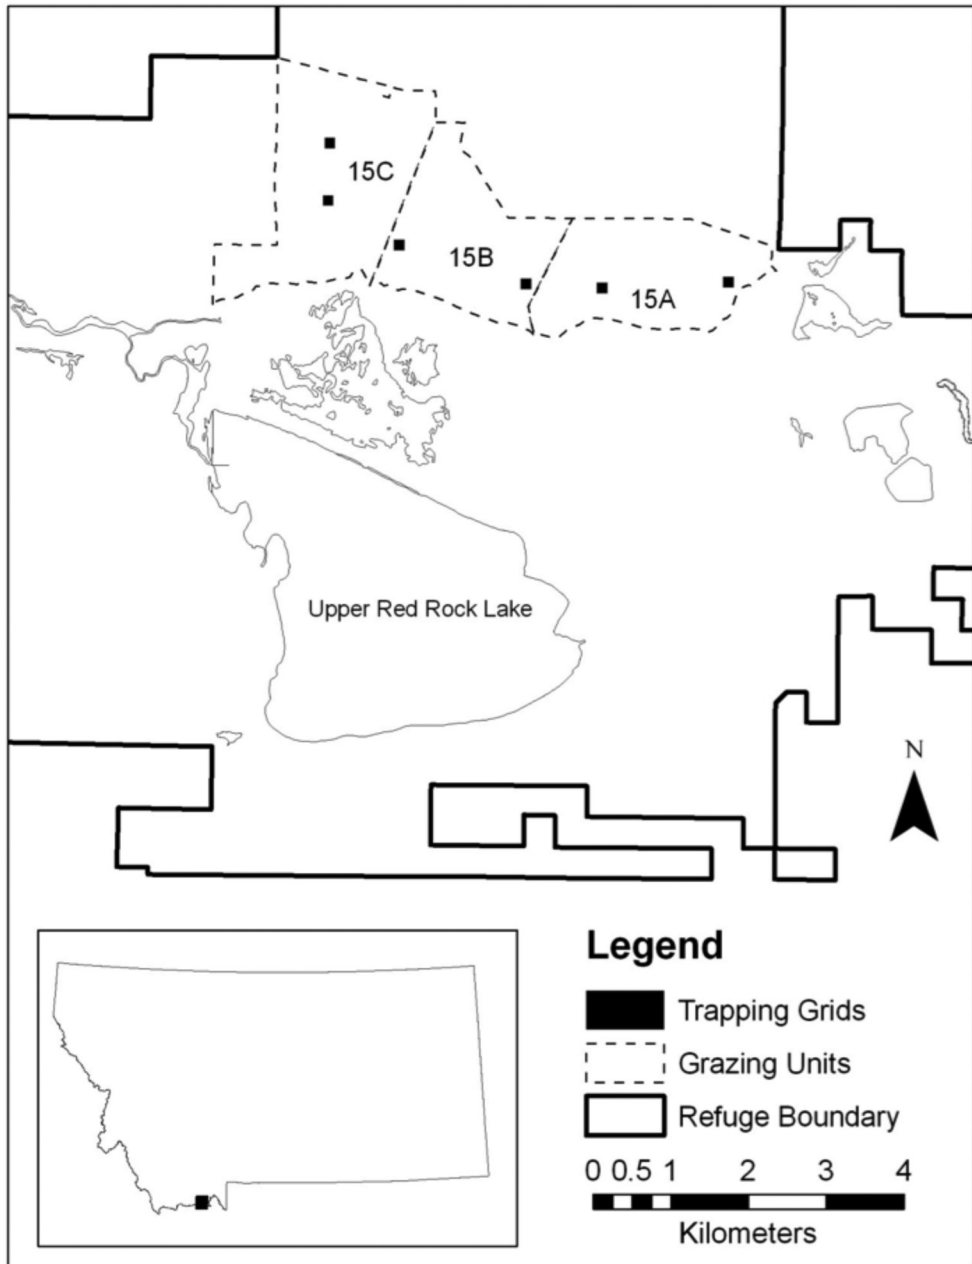 15C
15B
15A
Upper Red Rock Lake
N
Legend
Trapping Grids
Grazing Units
Refuge Boundary
0 0.5 1 2 3 4
Kilometers